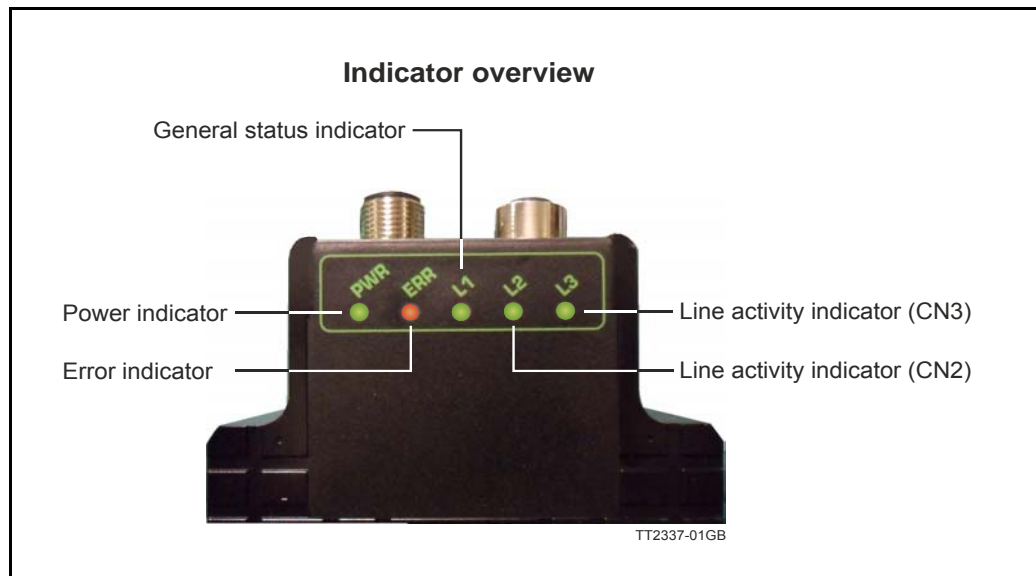 Indicator overview
General status indicator
PWR ERR L1 L2 L3
Power indicator
Line activity indicator (CN3)
Error indicator
Line activity indicator (CN2)
TT2337-01GB